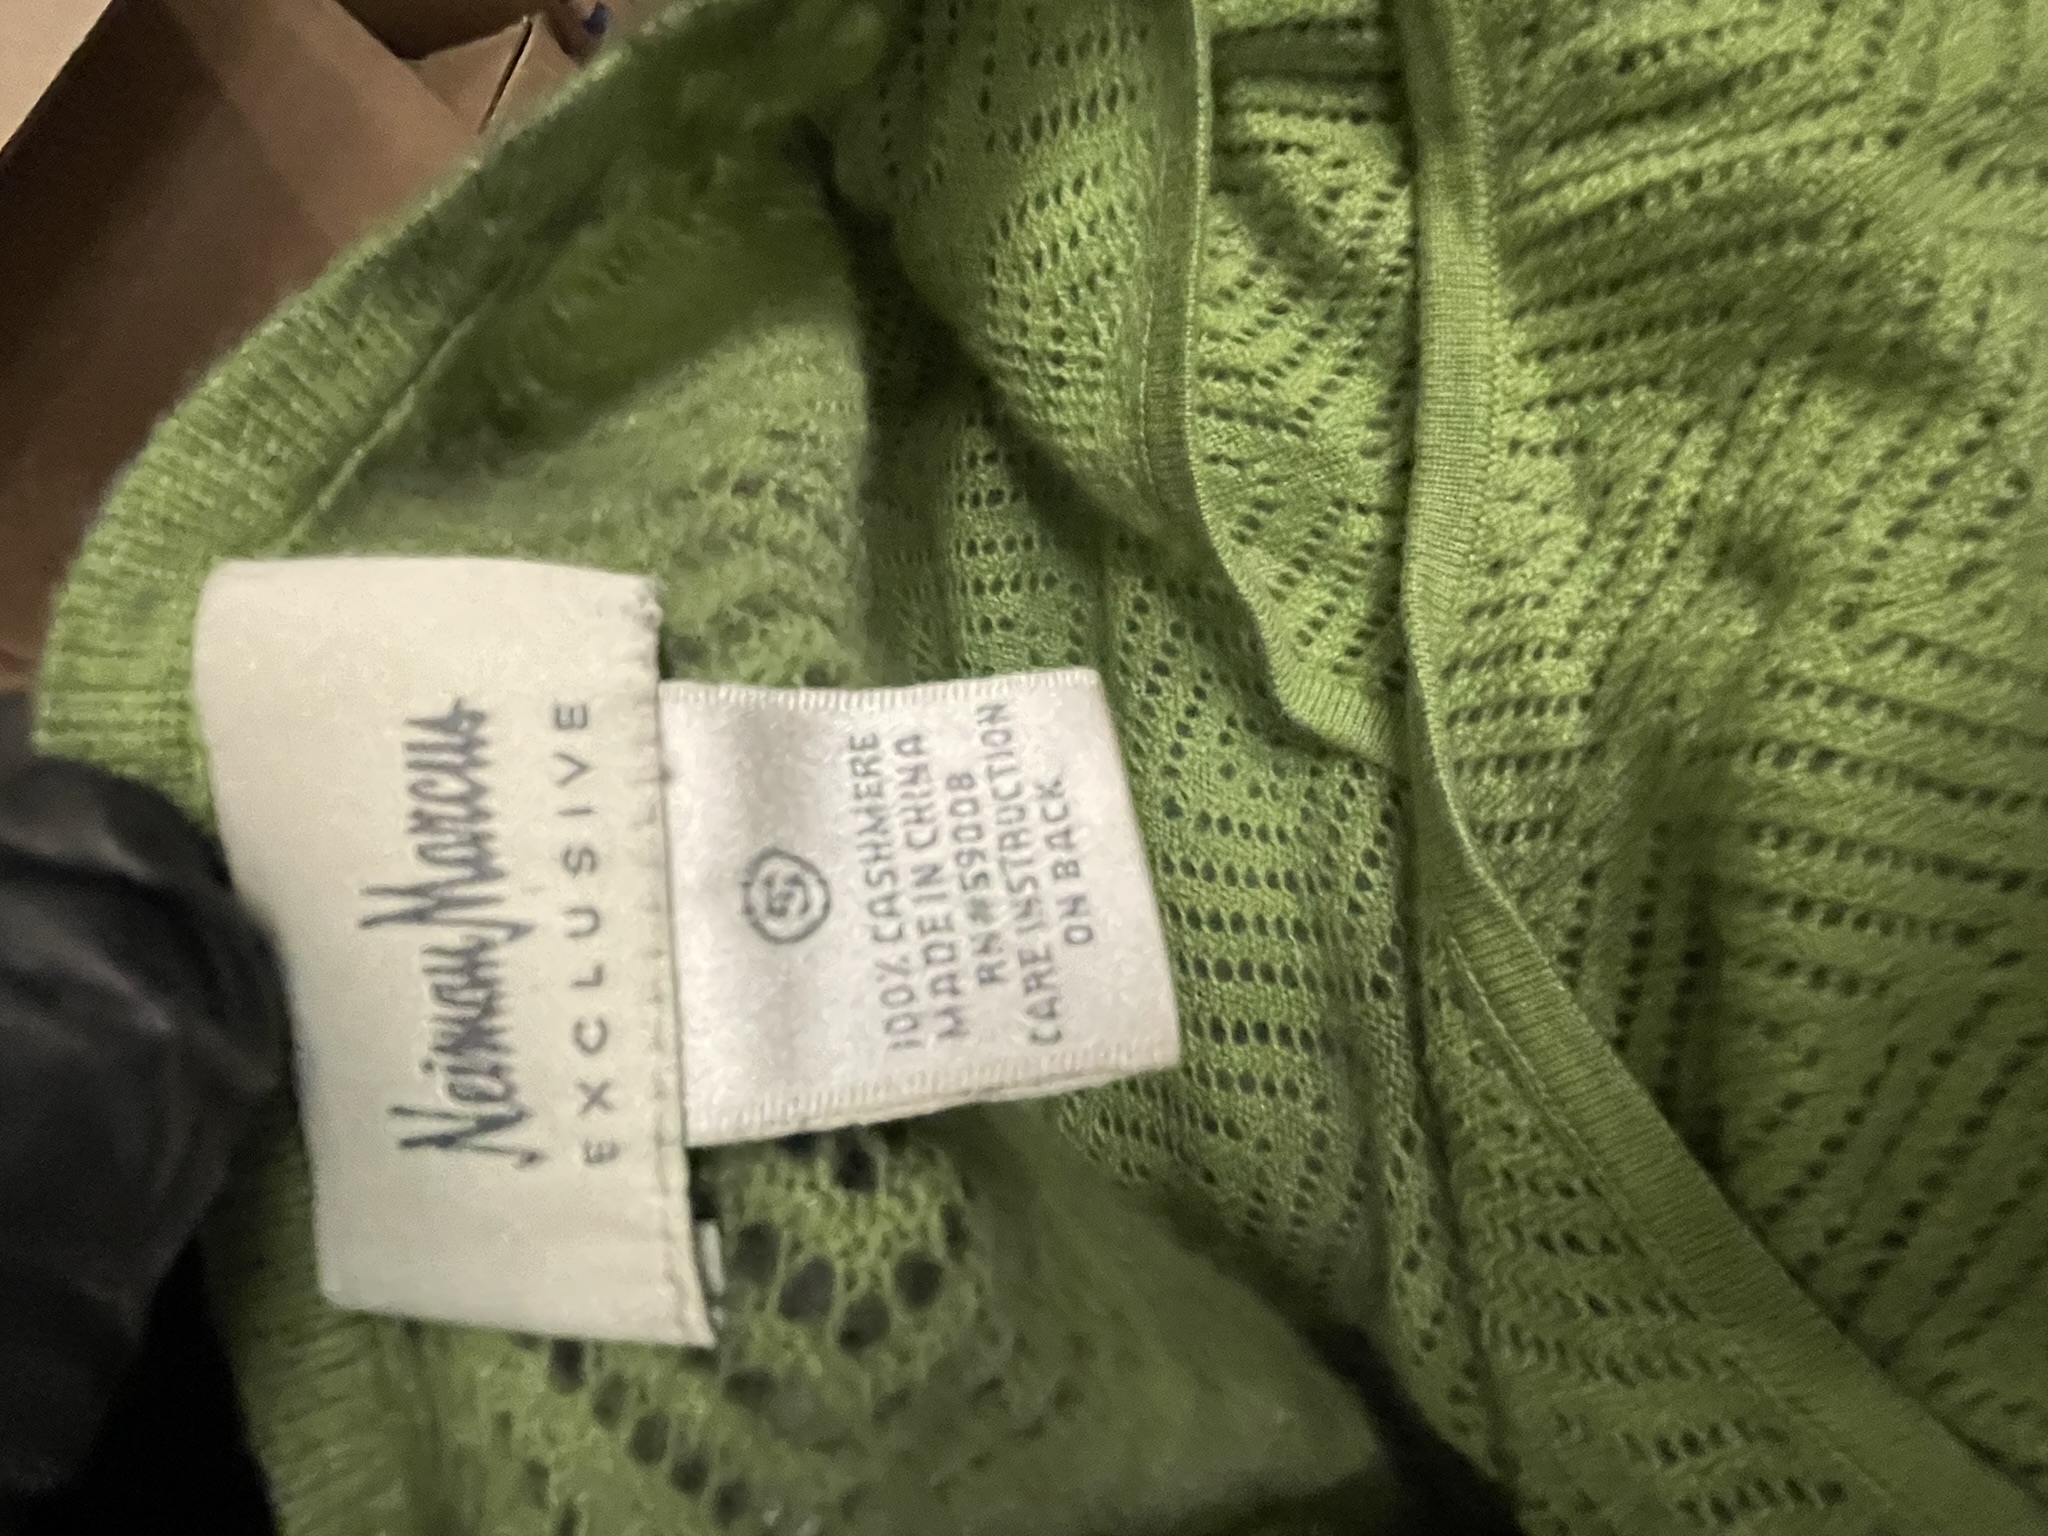 Neiman Marcus
EXCLUSIVE
S
100% CASHMERE
MADE IN CHINA
RN#59008
CARE INSTRUCTION
ON BACK